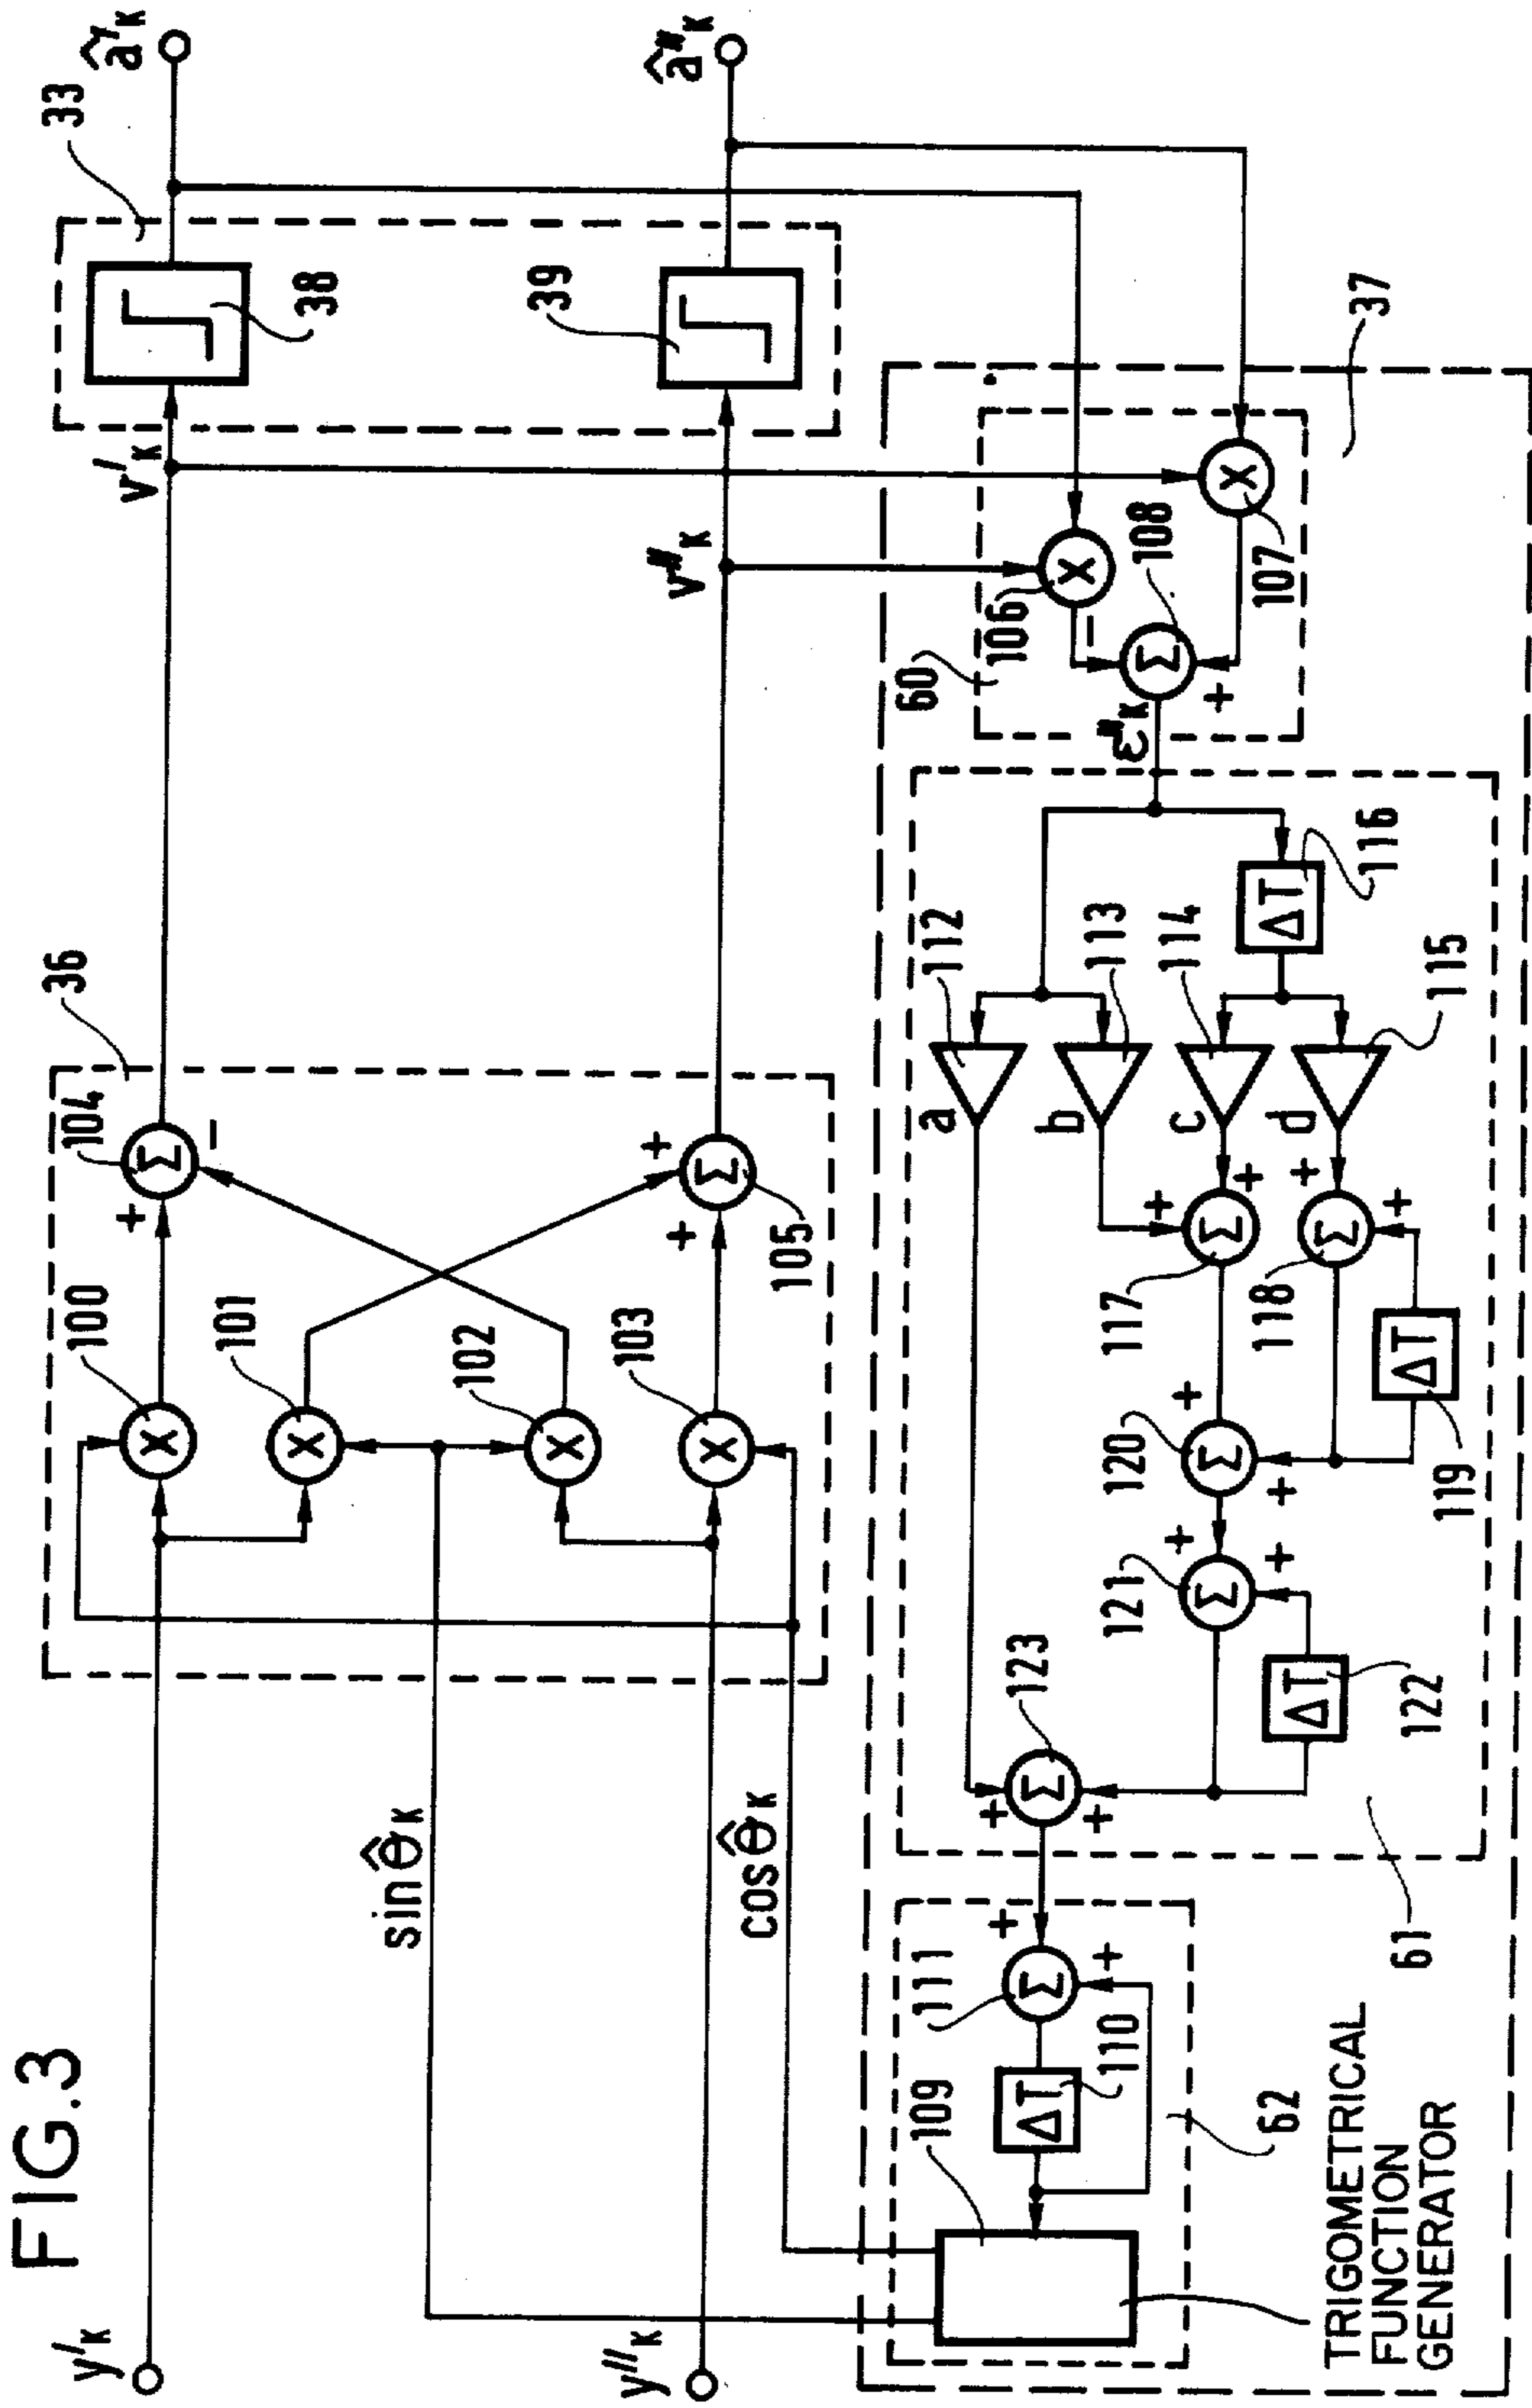 FIG.3
y'K
y''K
sin θ̂K
cos θ̂K
36
100
101
102
103
104
105
X
X
X
X
Σ
Σ
+
−
+
+
v'K
v''K
33
38
39
â'K
â''K
37
60
106
107
108
X
X
Σ
−
+
ε''K
61
112
113
114
115
116
ΔT
a
b
c
d
117
118
119
Σ
Σ
ΔT
+
+
+
+
120
121
122
123
Σ
Σ
ΔT
Σ
+
+
+
+
+
+
62
109
110
111
ΔT
Σ
+
+
TRIGOMETRICAL
FUNCTION
GENERATOR